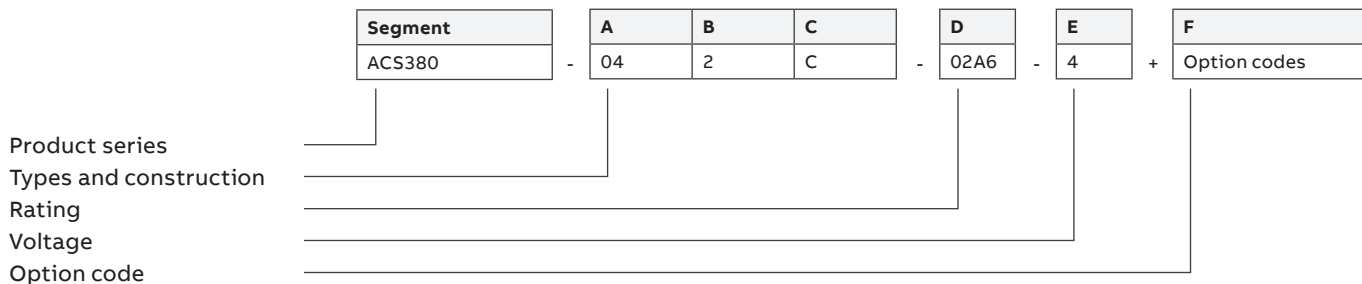 Segment A B C D E F
ACS380 - 04 2 C - 02A6 - 4 + Option codes
Product series
Types and construction
Rating
Voltage
Option code